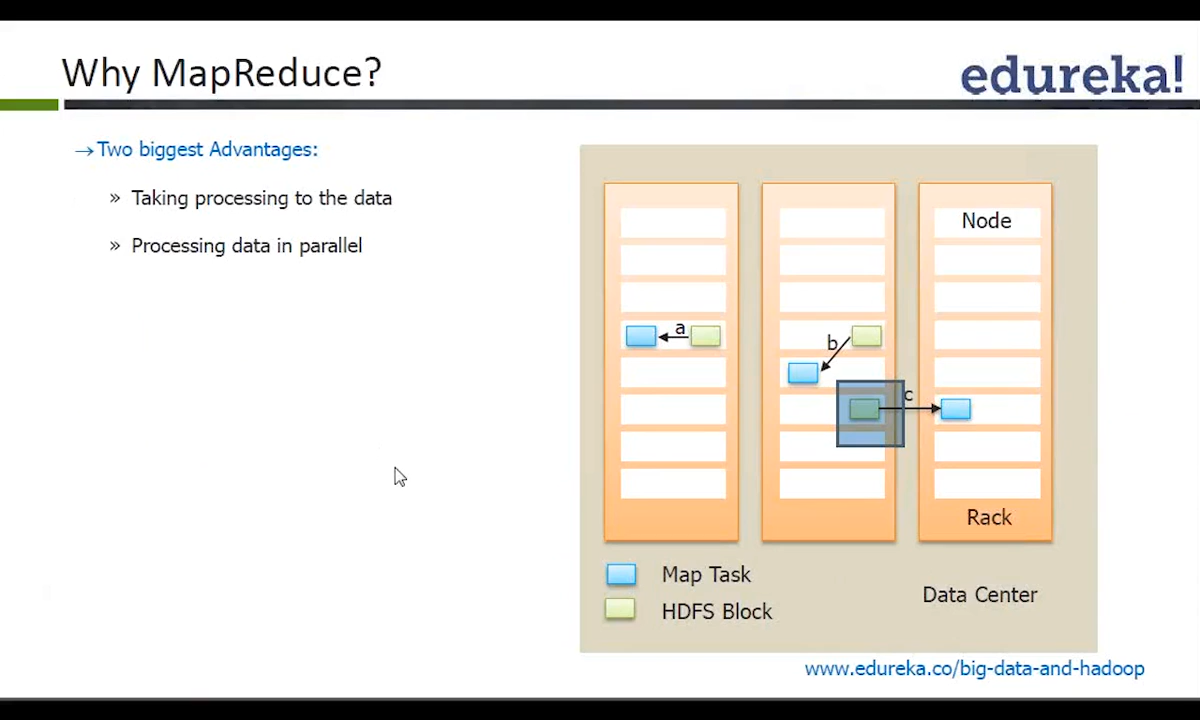 Why MapReduce?
edureka!
→Two biggest Advantages:
» Taking processing to the data
» Processing data in parallel
Node
a
b
c
Rack
Map Task
HDFS Block
Data Center
www.edureka.co/big-data-and-hadoop